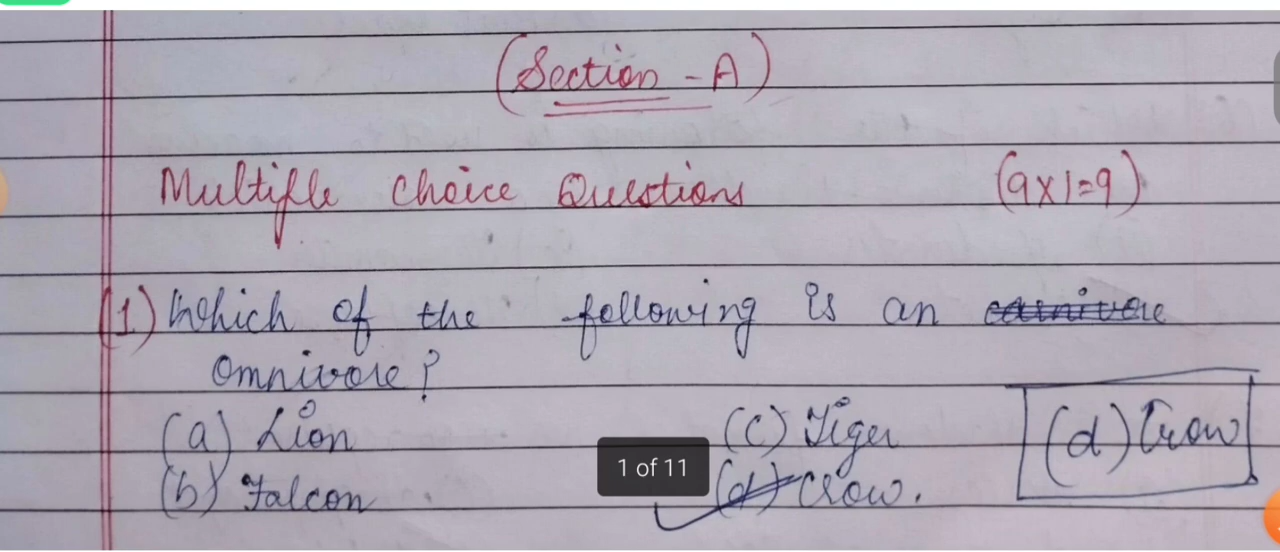 (Section - A)
Multiple Choice Questions (9x1=9)
(1) Which of the following is an carnivore
omnivore?
(a) Lion (c) Tiger (d) Crow
(b) Falcon (d) Crow.
1 of 11